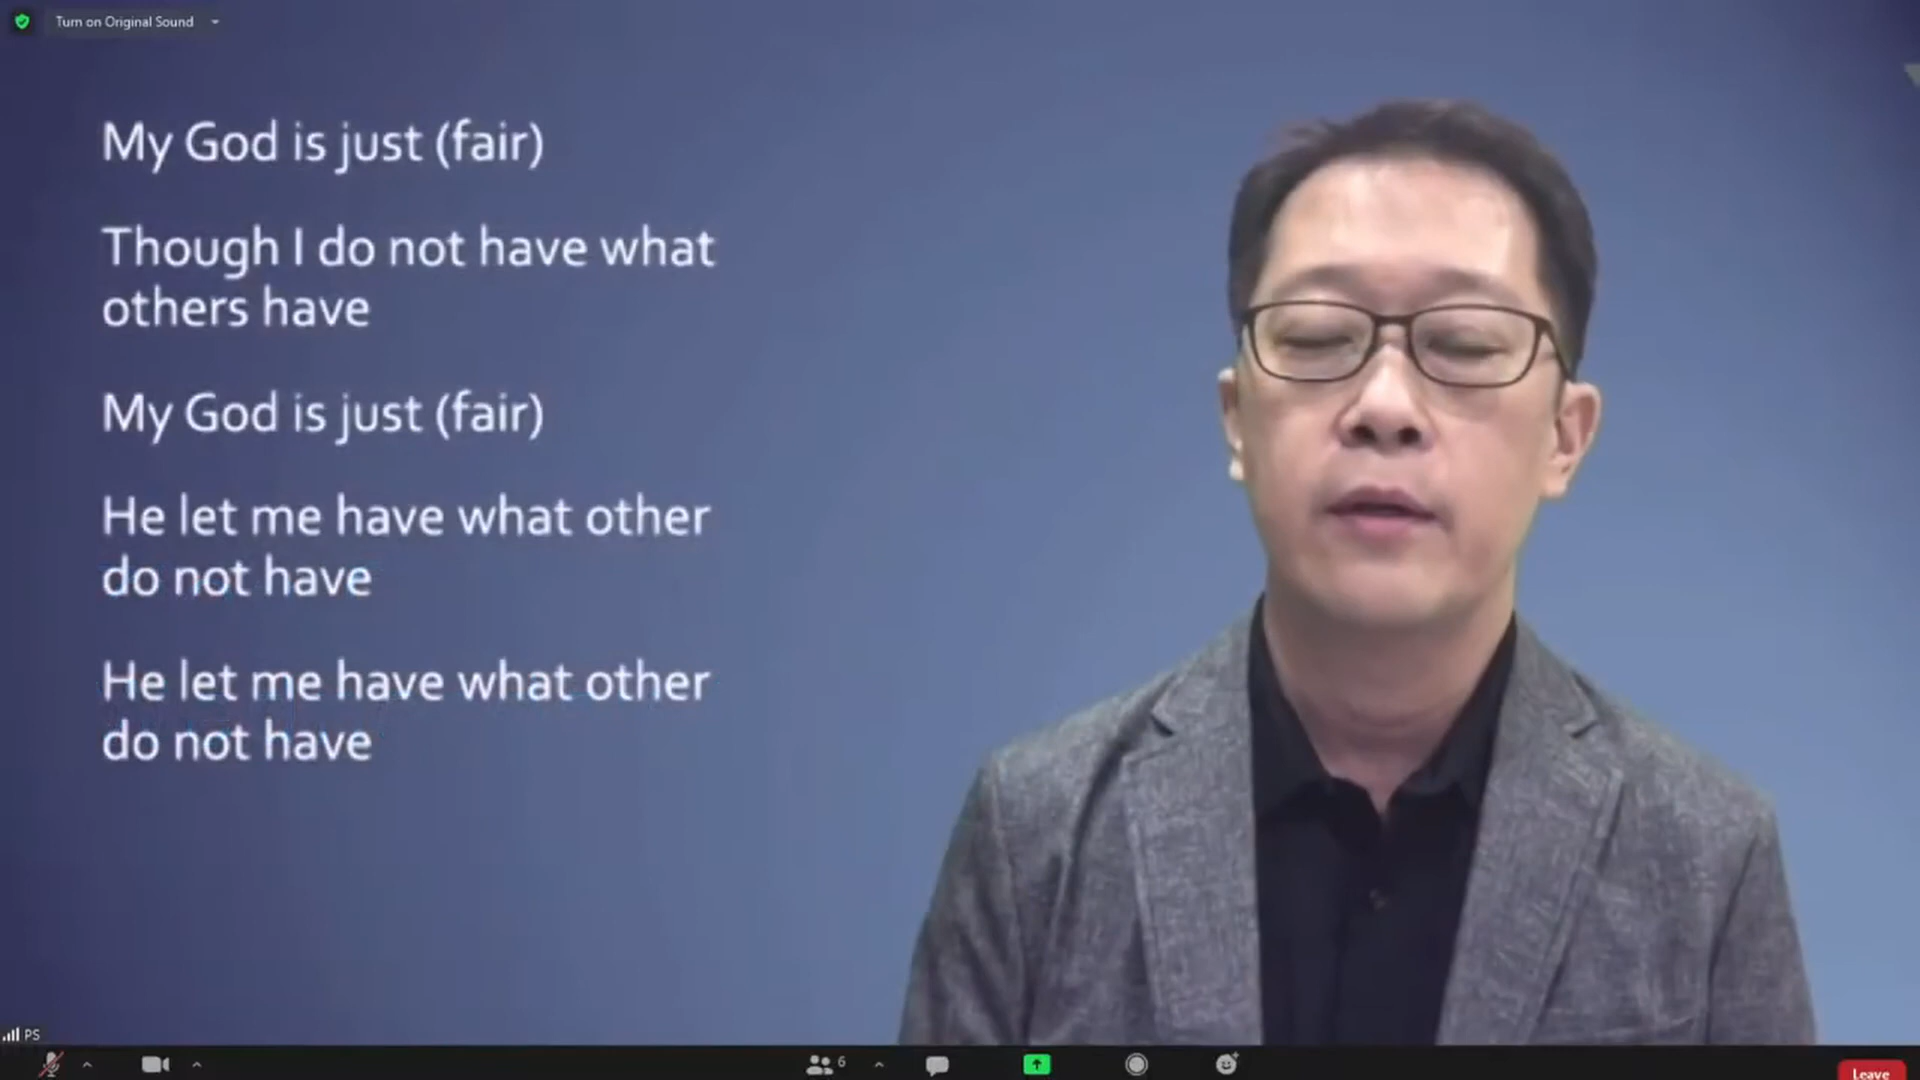 Turn on Original Sound
My God is just (fair)
Though I do not have what
others have
My God is just (fair)
He let me have what other
do not have
He let me have what other
do not have
PS
6
Leave